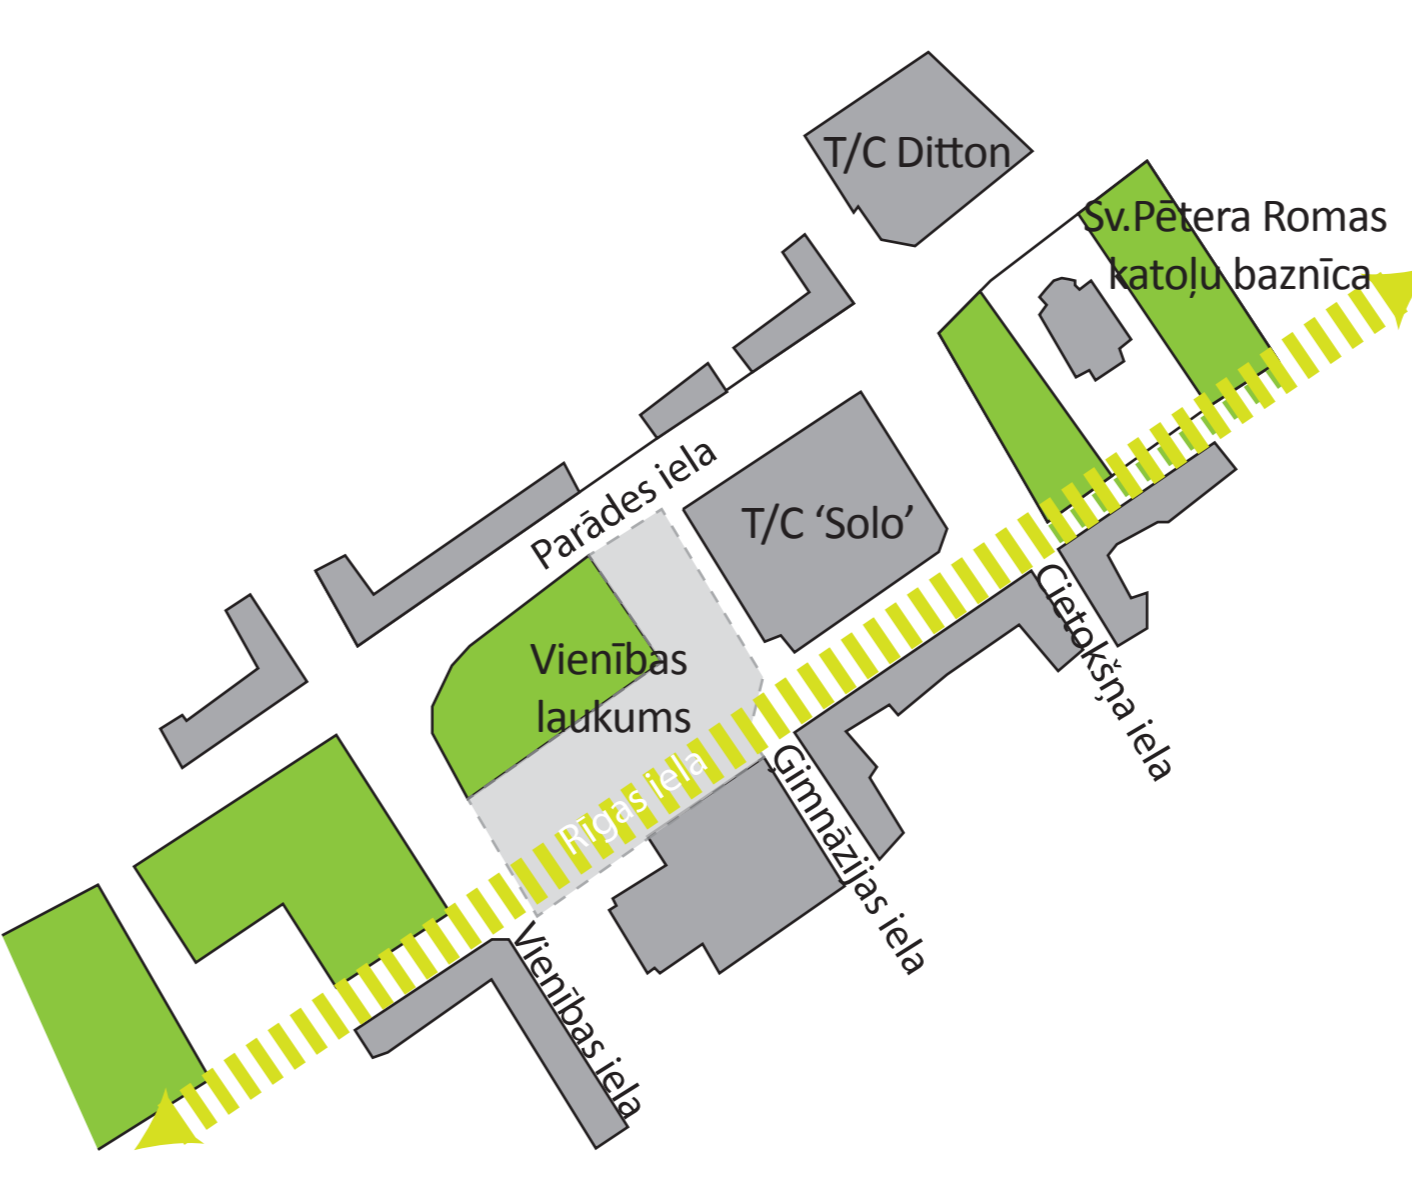 T/C Ditton
Sv.Pētera Romas
katoļu baznīca
Parādes iela
T/C ‘Solo’
Vienības
laukums
Rīgas iela
Cietokšņa iela
Ģimnāzijas iela
Vienības iela